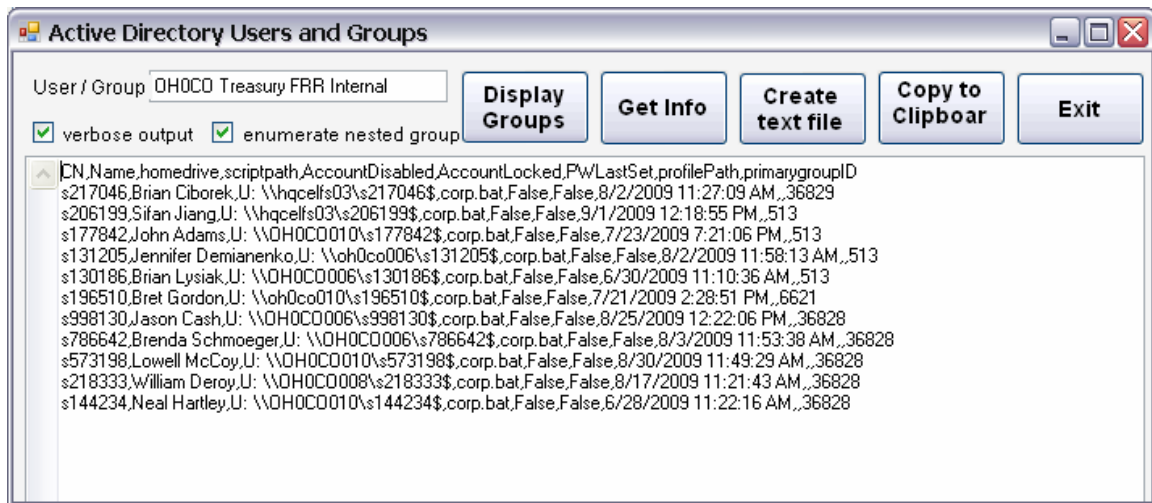 Active Directory Users and Groups
User / Group OH0CO Treasury FRR Internal
Display Groups
Get Info
Create text file
Copy to Clipboar
Exit
verbose output enumerate nested group
CN,Name,homedrive,scriptpath,AccountDisabled,AccountLocked,PWLastSet,profilePath,primarygroupID
s217046,Brian Ciborek,U: \\hqcelfs03\s217046$,corp.bat,False,False,8/2/2009 11:27:09 AM,,36829
s206199,Sifan Jiang,U: \\hqcelfs03\s206199$,corp.bat,False,False,9/1/2009 12:18:55 PM,,513
s177842,John Adams,U: \\OH0CO010\s177842$,corp.bat,False,False,7/23/2009 7:21:06 PM,,513
s131205,Jennifer Demianenko,U: \\oh0co006\s131205$,corp.bat,False,False,8/2/2009 11:58:13 AM,,513
s130186,Brian Lysiak,U: \\OH0CO006\s130186$,corp.bat,False,False,6/30/2009 11:10:36 AM,,513
s196510,Bret Gordon,U: \\oh0co010\s196510$,corp.bat,False,False,7/21/2009 2:28:51 PM,,6621
s998130,Jason Cash,U: \\OH0CO006\s998130$,corp.bat,False,False,8/25/2009 12:22:06 PM,,36828
s786642,Brenda Schmoeger,U: \\OH0CO006\s786642$,corp.bat,False,False,8/3/2009 11:53:38 AM,,36828
s573198,Lowell McCoy,U: \\OH0CO010\s573198$,corp.bat,False,False,8/30/2009 11:49:29 AM,,36828
s218333,William Deroy,U: \\OH0CO008\s218333$,corp.bat,False,False,8/17/2009 11:21:43 AM,,36828
s144234,Neal Hartley,U: \\OH0CO010\s144234$,corp.bat,False,False,6/28/2009 11:22:16 AM,,36828